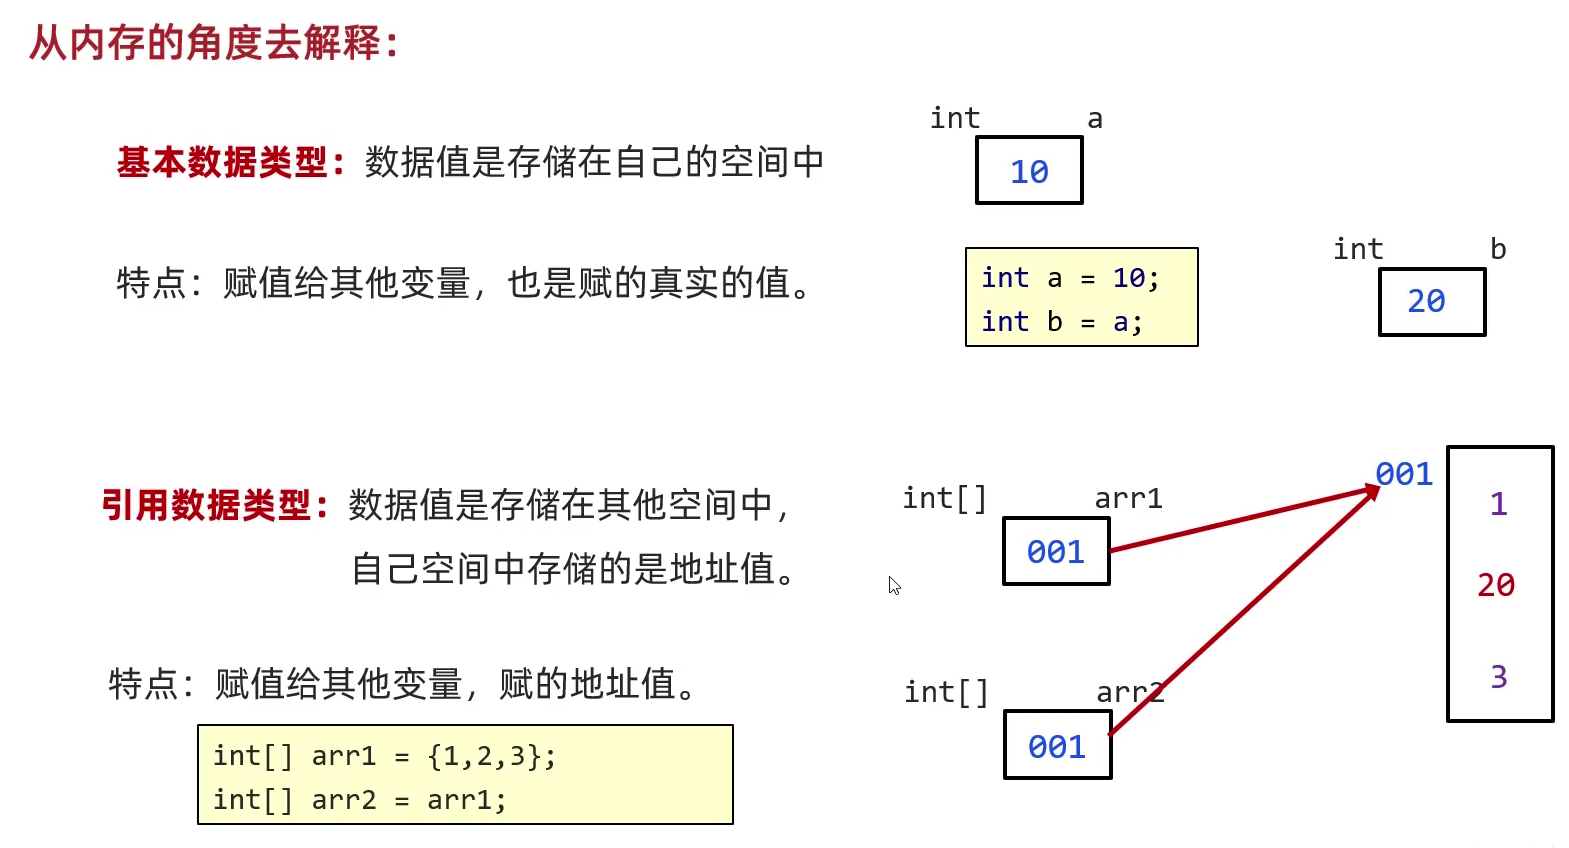 从内存的角度去解释：
int a
10
基本数据类型：数据值是存储在自己的空间中
int b
20
特点：赋值给其他变量，也是赋的真实的值。
int a = 10;
int b = a;
引用数据类型：数据值是存储在其他空间中，
自己空间中存储的是地址值。
int[] arr1
001
001
1
20
3
特点：赋值给其他变量，赋的地址值。
int[] arr2
001
int[] arr1 = {1,2,3};
int[] arr2 = arr1;